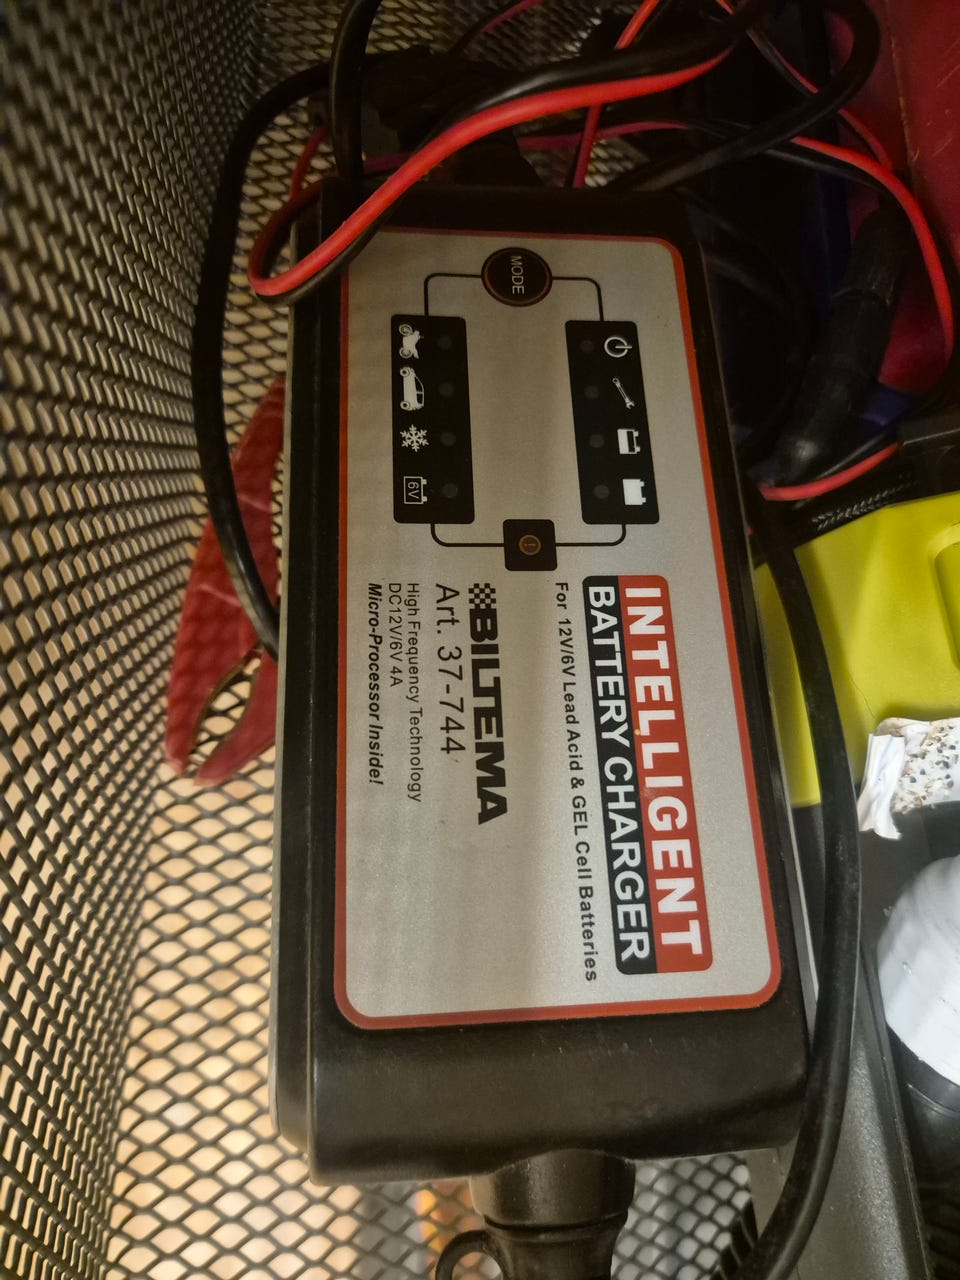 MODE
6V
INTELLIGENT
BATTERY CHARGER
For 12V/6V Lead Acid & GEL Cell Batteries
BILTEMA
Art. 37-744
High Frequency Technology
DC12V/6V 4A
Micro-Processor Inside!